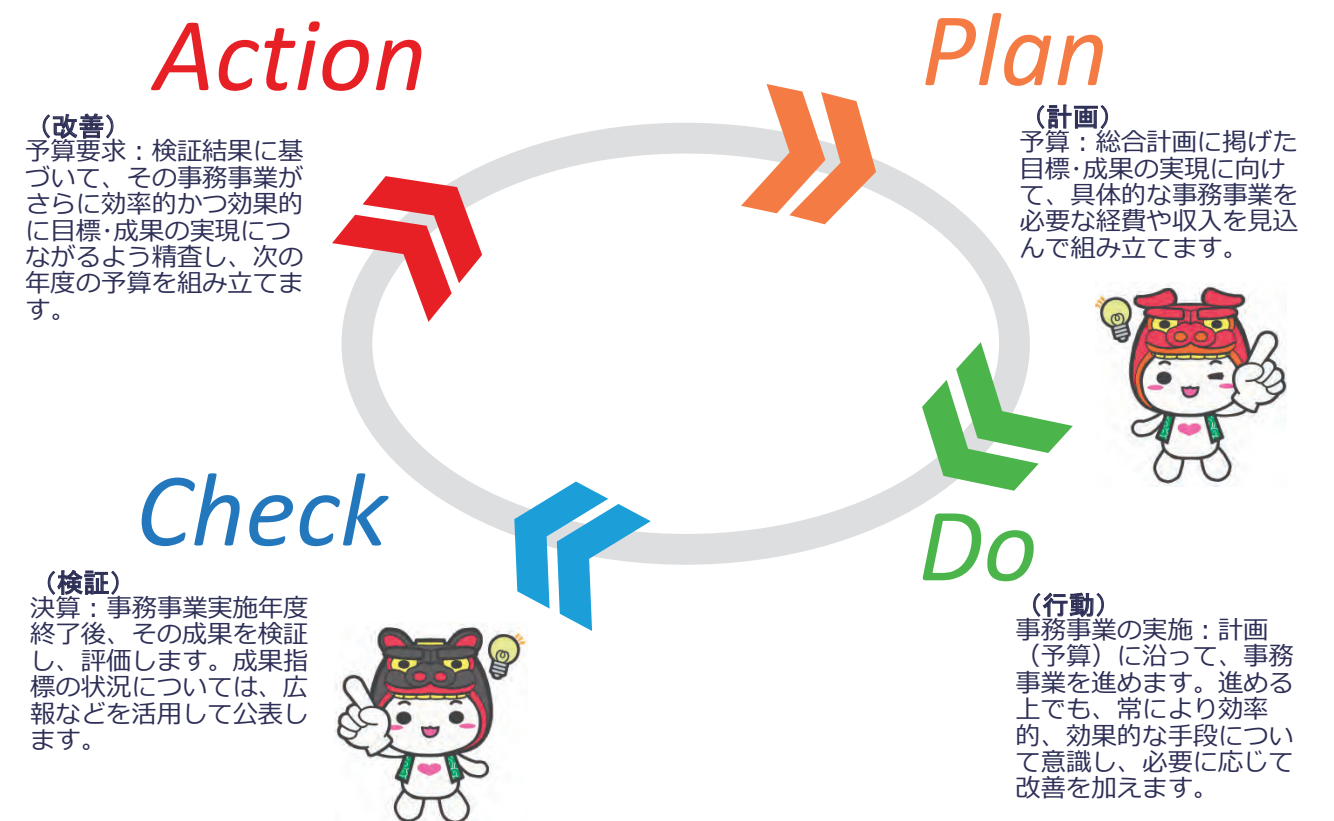 Action
（改善）
予算要求：検証結果に基
づいて、その事務事業が
さらに効率的かつ効果的
に目標･成果の実現につ
ながるよう精査し、次の
年度の予算を組み立てま
す。
Plan
（計画）
予算：総合計画に掲げた
目標･成果の実現に向け
て、具体的な事務事業を
必要な経費や収入を見込
んで組み立てます。
Check
（検証）
決算：事務事業実施年度
終了後、その成果を検証
し、評価します。成果指
標の状況については、広
報などを活用して公表し
ます。
Do
（行動）
事務事業の実施：計画
（予算）に沿って、事務
事業を進めます。進める
上でも、常により効率
的、効果的な手段につい
て意識し、必要に応じて
改善を加えます。